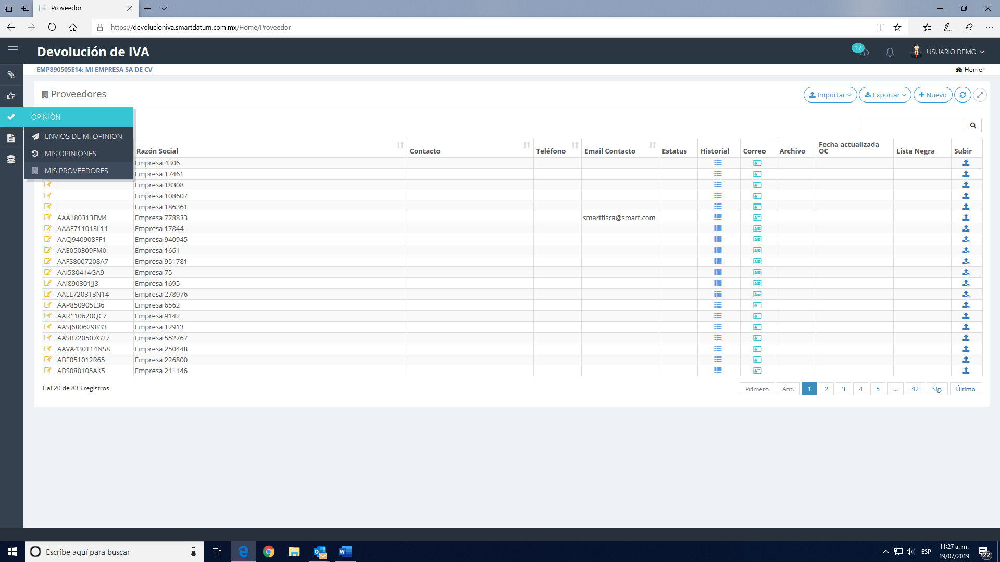 Proveedor
https://devolucioniva.smartdatum.com.mx/Home/Proveedor
Devolución de IVA
17
USUARIO DEMO
EMP890505E14: MI EMPRESA SA DE CV
Home
Proveedores
Importar
Exportar
Nuevo
OPINIÓN
ENVIOS DE MI OPINION
MIS OPINIONES
MIS PROVEEDORES
Razón Social Contacto Teléfono Email Contacto Estatus Historial Correo Archivo Fecha actualizada OC Lista Negra Subir
Empresa 4306
Empresa 17461
Empresa 18308
Empresa 108607
Empresa 186361
AAA180313FM4 Empresa 778833 smartfisca@smart.com
AAAF711013L11 Empresa 17844
AACJ940908FF1 Empresa 940945
AAE050309FM0 Empresa 1661
AAFS8007208A7 Empresa 951781
AAI580414GA9 Empresa 75
AAI890301JJ3 Empresa 1695
AALL720313N14 Empresa 278976
AAP850905L36 Empresa 6562
AAR110620QC7 Empresa 9142
AASJ680629B33 Empresa 12913
AASR720507G27 Empresa 552767
AAVA430114NS8 Empresa 250448
ABE051012R65 Empresa 226800
ABS080105AK5 Empresa 211146
1 al 20 de 833 registros
Primero Ant. 1 2 3 4 5 ... 42 Sig. Último
Escribe aquí para buscar
ESP
11:27 a. m.
19/07/2019
22